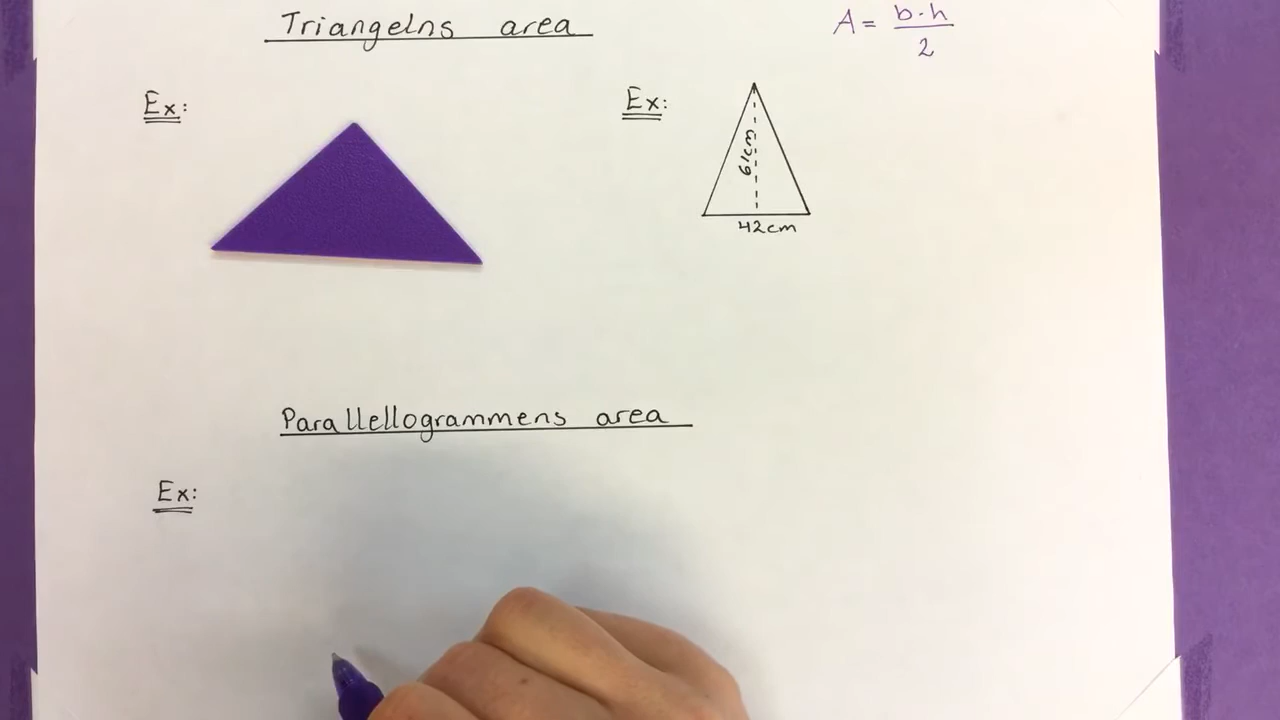 Triangelns area
A = b·h / 2
Ex:
Ex:
61cm
42cm
Parallellogrammens area
Ex: